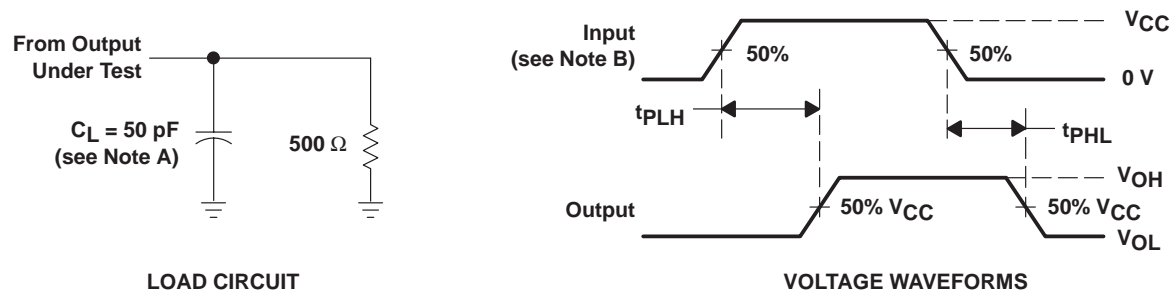 From Output
Under Test
CL = 50 pF
(see Note A)
500 Ω
LOAD CIRCUIT
Input
(see Note B)
50%
50%
VCC
0 V
tPLH
tPHL
Output
50% VCC
50% VCC
VOH
VOL
VOLTAGE WAVEFORMS